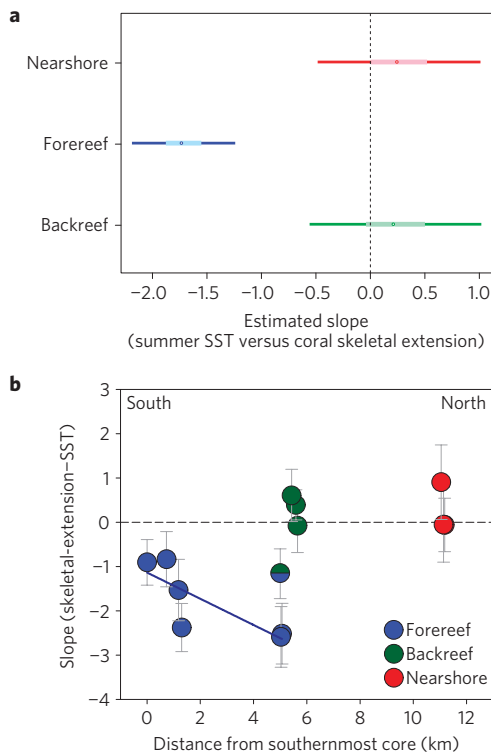 a
Nearshore
Forereef
Backreef
−2.0 −1.5 −1.0 −0.5 0.0 0.5 1.0
Estimated slope
(summer SST versus coral skeletal extension)
b
South North
3
2
1
0
−1
−2
−3
−4
Slope (skeletal-extension–SST)
Forereef
Backreef
Nearshore
0 2 4 6 8 10 12
Distance from southernmost core (km)